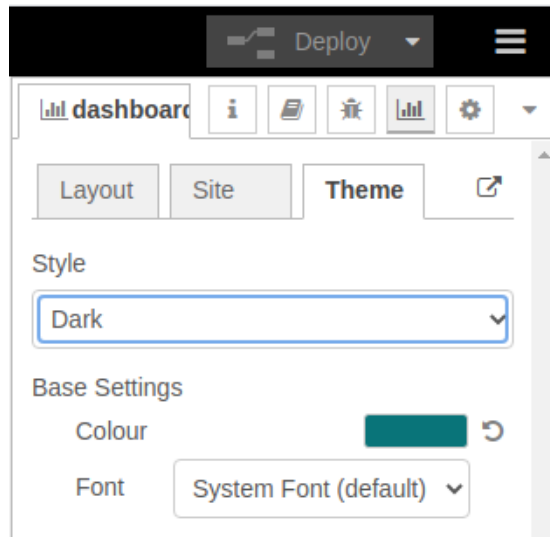 Deploy
dashboard
i
Layout Site Theme
Style
Dark
Base Settings
Colour
Font System Font (default)